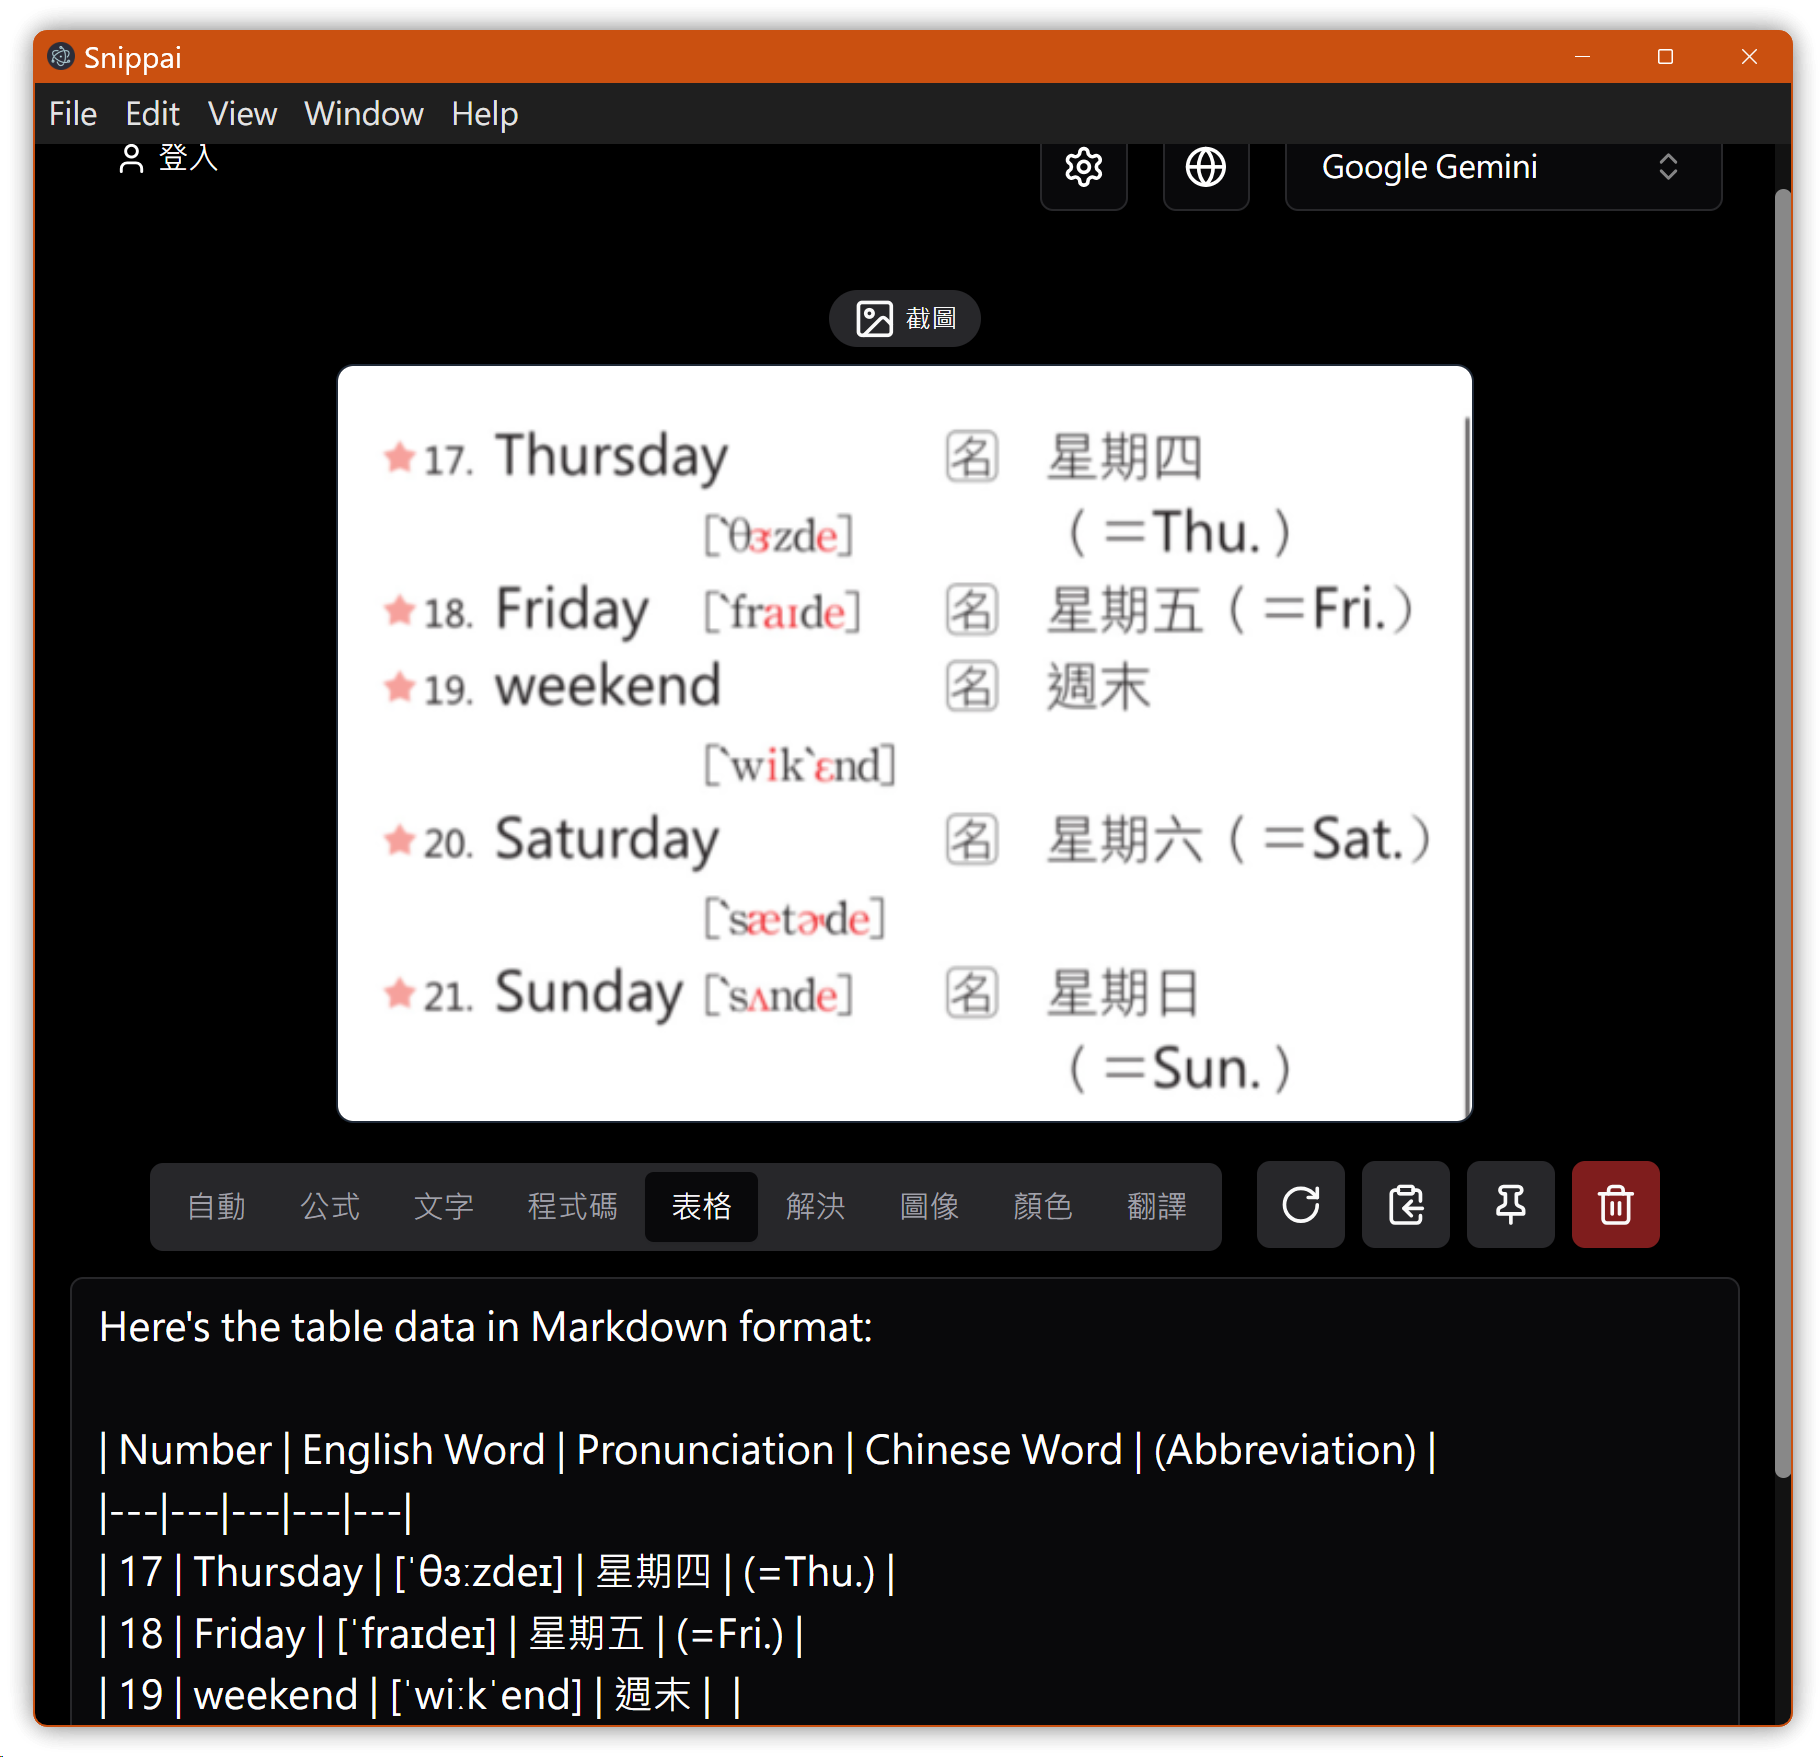 Snippai
File Edit View Window Help
登入
Google Gemini
截圖
★17. Thursday 名 星期四
[ˋθɝzde] （＝Thu.）
★18. Friday [ˋfraɪde] 名 星期五（＝Fri.）
★19. weekend 名 週末
[ˋwikˋɛnd]
★20. Saturday 名 星期六（＝Sat.）
[ˋsætɚde]
★21. Sunday [ˋsʌnde] 名 星期日
（＝Sun.）
自動 公式 文字 程式碼 表格 解決 圖像 顏色 翻譯
Here's the table data in Markdown format:
| Number | English Word | Pronunciation | Chinese Word | (Abbreviation) |
|---|---|---|---|---|
| 17 | Thursday | [ˈθɜːzdeɪ] | 星期四 | (=Thu.) |
| 18 | Friday | [ˈfraɪdeɪ] | 星期五 | (=Fri.) |
| 19 | weekend | [ˈwiːkˈend] | 週末 | |